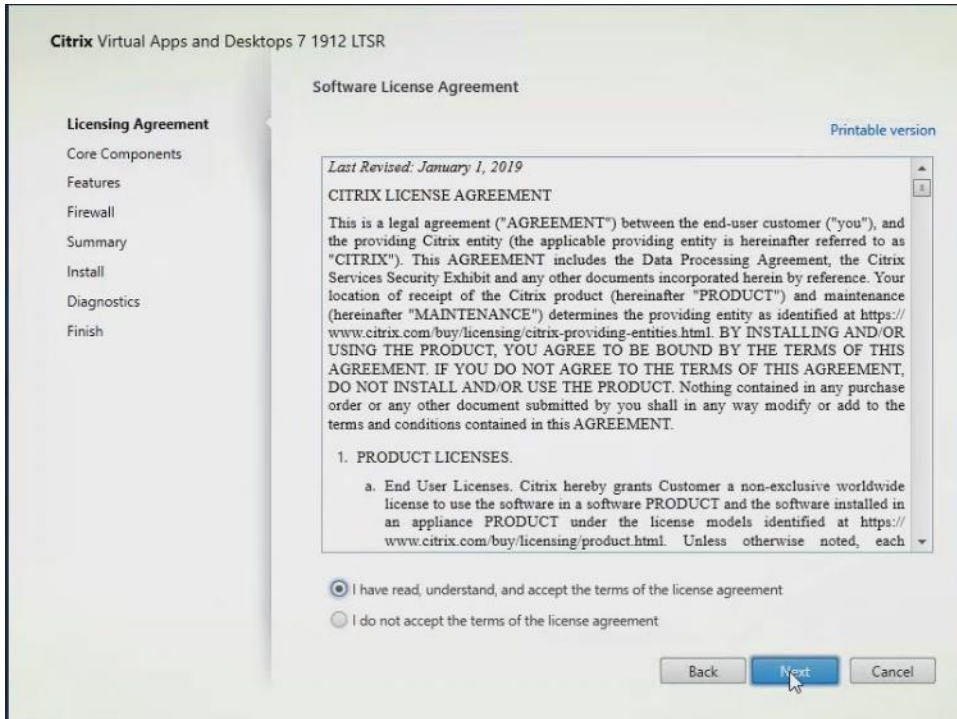 Citrix Virtual Apps and Desktops 7 1912 LTSR
Software License Agreement
Licensing Agreement
Core Components
Features
Firewall
Summary
Install
Diagnostics
Finish
Printable version
Last Revised: January 1, 2019
CITRIX LICENSE AGREEMENT
This is a legal agreement ("AGREEMENT") between the end-user customer ("you"), and
the providing Citrix entity (the applicable providing entity is hereinafter referred to as
"CITRIX"). This AGREEMENT includes the Data Processing Agreement, the Citrix
Services Security Exhibit and any other documents incorporated herein by reference. Your
location of receipt of the Citrix product (hereinafter "PRODUCT") and maintenance
(hereinafter "MAINTENANCE") determines the providing entity as identified at https://
www.citrix.com/buy/licensing/citrix-providing-entities.html. BY INSTALLING AND/OR
USING THE PRODUCT, YOU AGREE TO BE BOUND BY THE TERMS OF THIS
AGREEMENT. IF YOU DO NOT AGREE TO THE TERMS OF THIS AGREEMENT,
DO NOT INSTALL AND/OR USE THE PRODUCT. Nothing contained in any purchase
order or any other document submitted by you shall in any way modify or add to the
terms and conditions contained in this AGREEMENT.
1. PRODUCT LICENSES.
a. End User Licenses. Citrix hereby grants Customer a non-exclusive worldwide
license to use the software in a software PRODUCT and the software installed in
an appliance PRODUCT under the license models identified at https://
www.citrix.com/buy/licensing/product.html. Unless otherwise noted, each
I have read, understand, and accept the terms of the license agreement
I do not accept the terms of the license agreement
Back
Next
Cancel